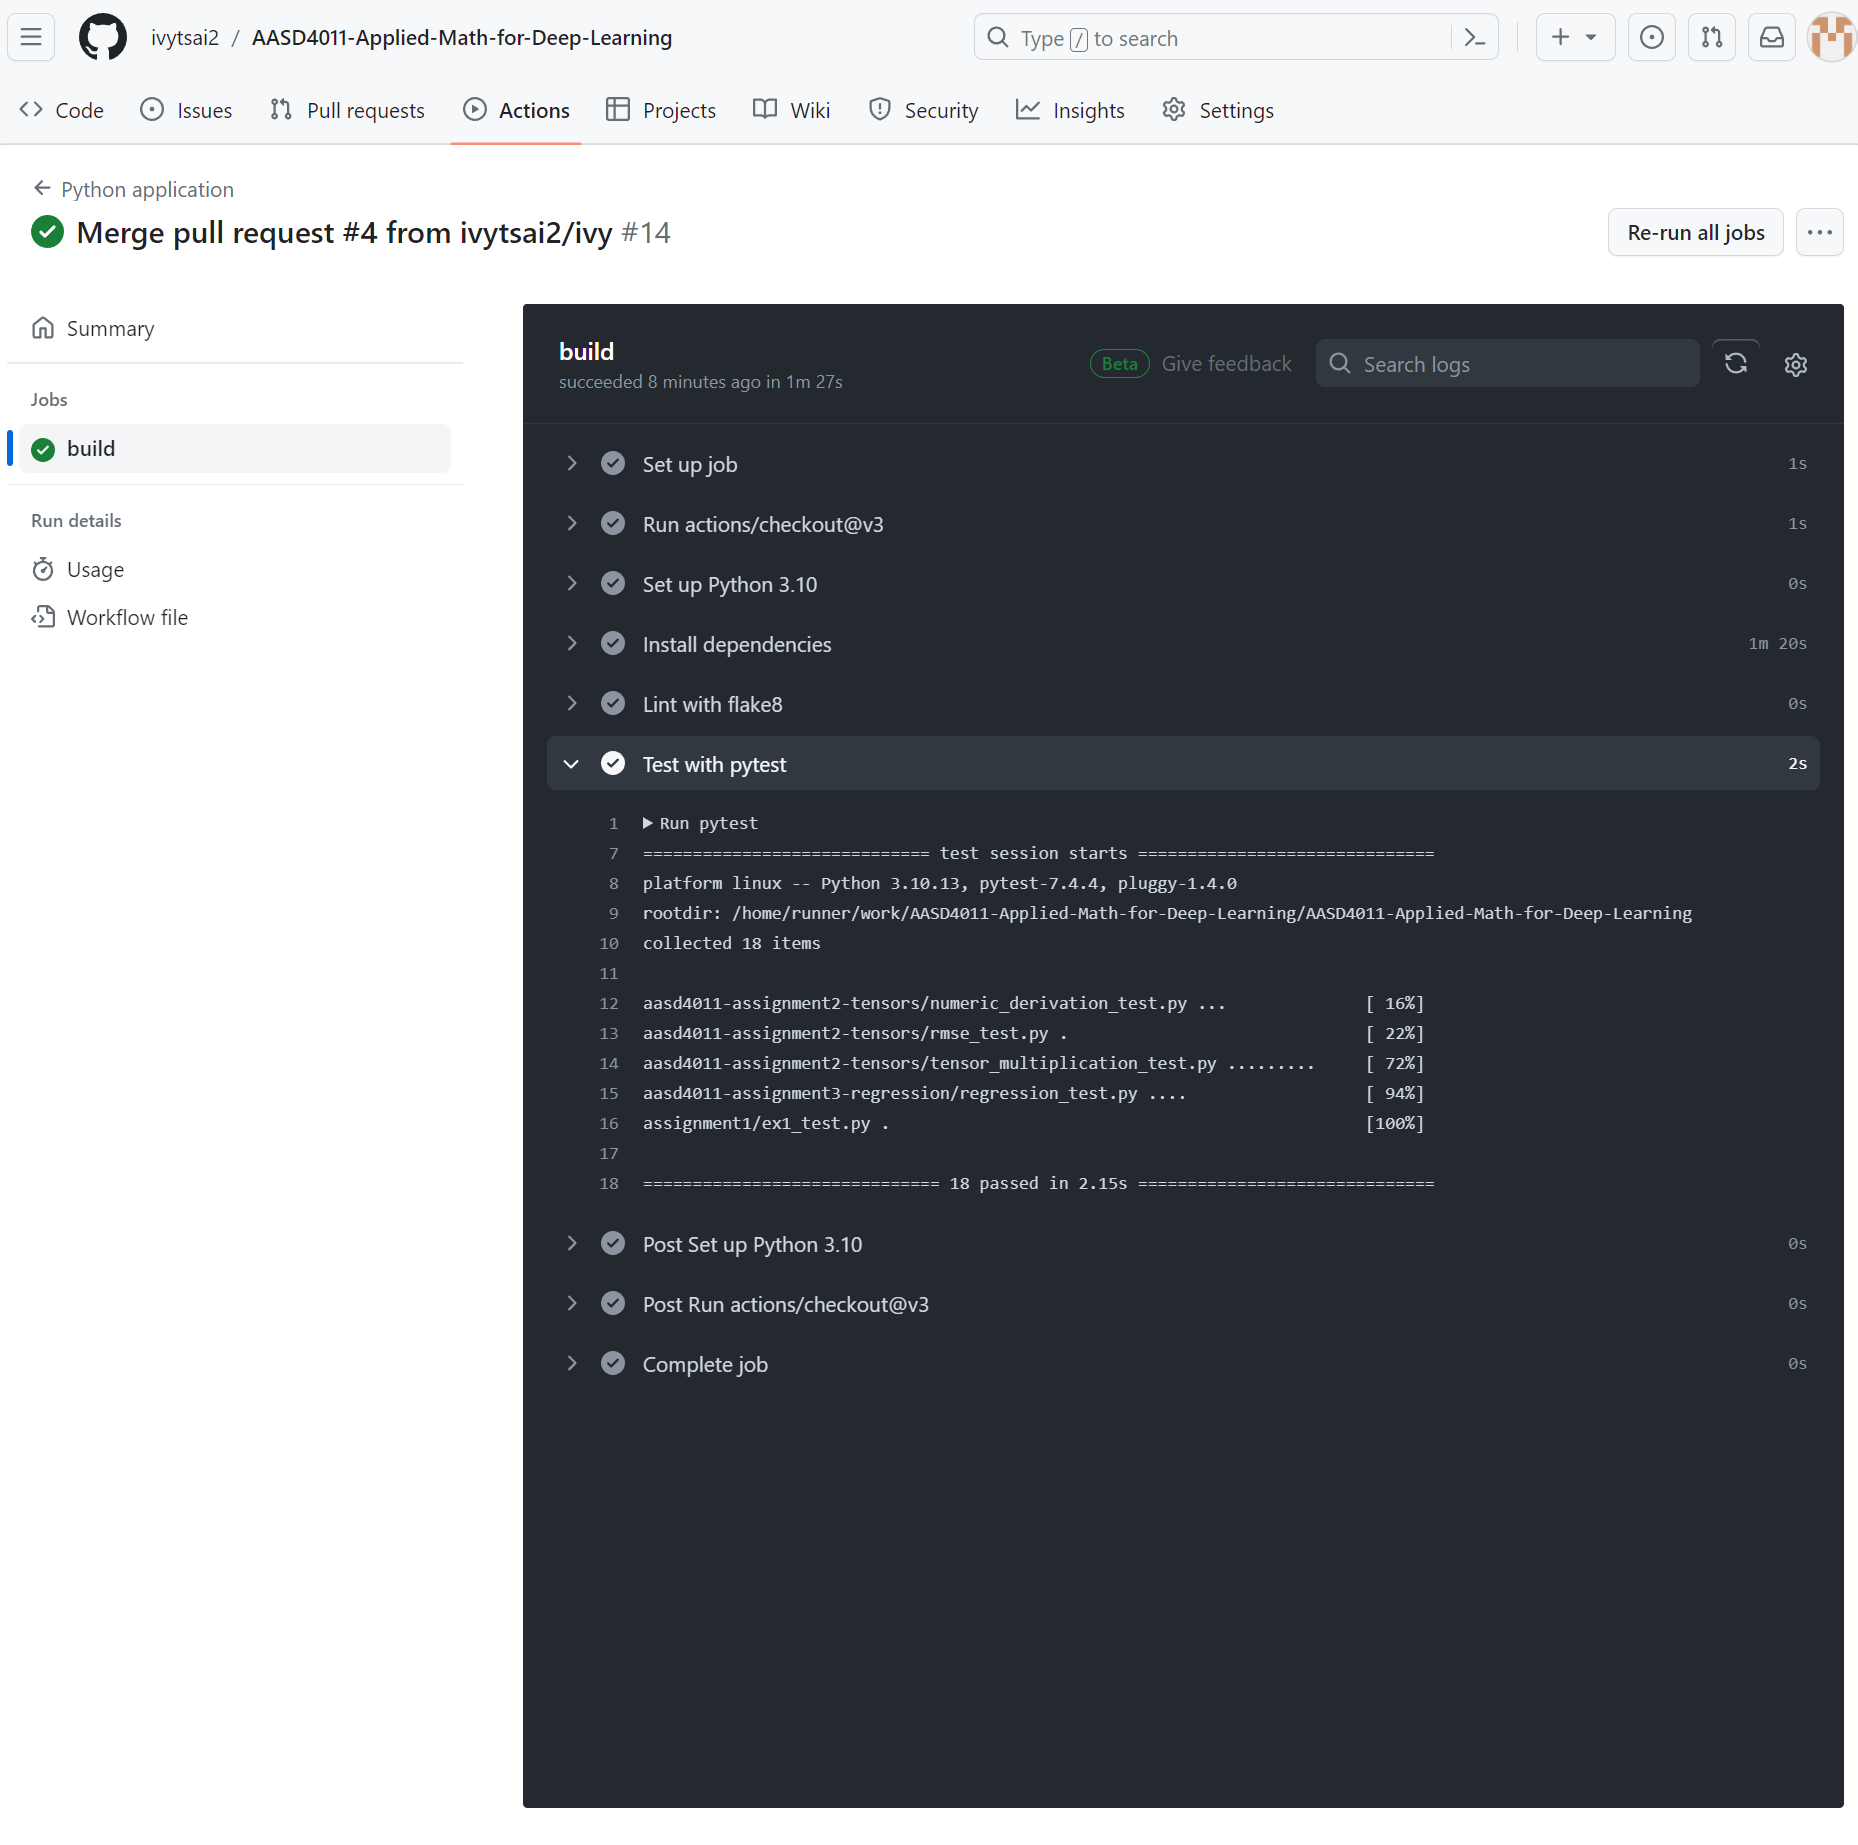 ivytsai2 / AASD4011-Applied-Math-for-Deep-Learning
Type / to search
Code Issues Pull requests Actions Projects Wiki Security Insights Settings
Python application
Merge pull request #4 from ivytsai2/ivy #14
Re-run all jobs
Summary
Jobs
build
Run details
Usage
Workflow file
build
succeeded 8 minutes ago in 1m 27s
Beta Give feedback
Search logs
Set up job 1s
Run actions/checkout@v3 1s
Set up Python 3.10 0s
Install dependencies 1m 20s
Lint with flake8 0s
Test with pytest 2s
1 Run pytest
7 ============================= test session starts ==============================
8 platform linux -- Python 3.10.13, pytest-7.4.4, pluggy-1.4.0
9 rootdir: /home/runner/work/AASD4011-Applied-Math-for-Deep-Learning/AASD4011-Applied-Math-for-Deep-Learning
10 collected 18 items
11
12 aasd4011-assignment2-tensors/numeric_derivation_test.py ... [ 16%]
13 aasd4011-assignment2-tensors/rmse_test.py . [ 22%]
14 aasd4011-assignment2-tensors/tensor_multiplication_test.py ......... [ 72%]
15 aasd4011-assignment3-regression/regression_test.py .... [ 94%]
16 assignment1/ex1_test.py . [100%]
17
18 ============================== 18 passed in 2.15s ==============================
Post Set up Python 3.10 0s
Post Run actions/checkout@v3 0s
Complete job 0s